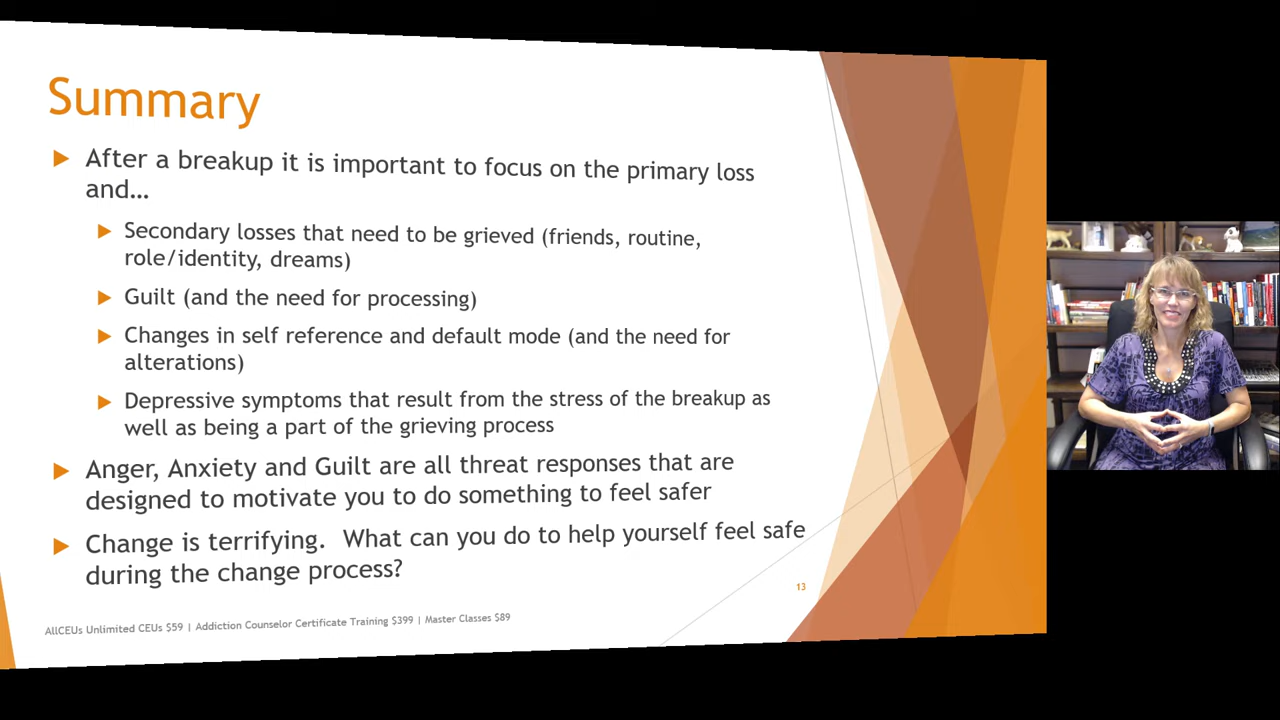 Summary
After a breakup it is important to focus on the primary loss
and…
Secondary losses that need to be grieved (friends, routine,
role/identity, dreams)
Guilt (and the need for processing)
Changes in self reference and default mode (and the need for
alterations)
Depressive symptoms that result from the stress of the breakup as
well as being a part of the grieving process
Anger, Anxiety and Guilt are all threat responses that are
designed to motivate you to do something to feel safer
Change is terrifying. What can you do to help yourself feel safe
during the change process?
13
AllCEUs Unlimited CEUs $59 | Addiction Counselor Certificate Training $399 | Master Classes $89